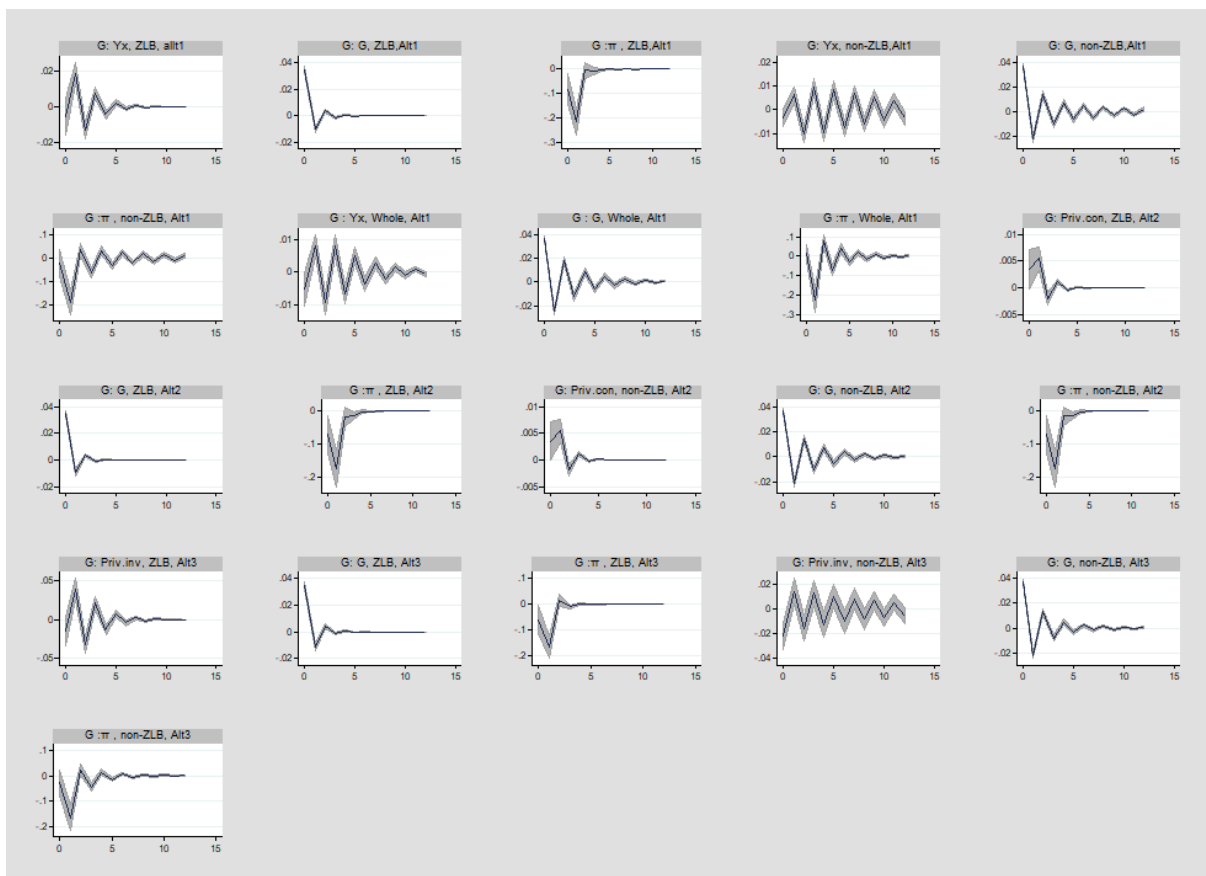 G: Yx, ZLB, allt1
.02
0
-.02
0 5 10 15
G: G, ZLB,Alt1
.04
.02
0
-.02
0 5 10 15
G :π , ZLB,Alt1
0
-.1
-.2
-.3
0 5 10 15
G: Yx, non-ZLB,Alt1
.02
.01
0
-.01
0 5 10 15
G: G, non-ZLB,Alt1
.04
.02
0
-.02
0 5 10 15
G :π , non-ZLB, Alt1
.1
0
-.1
-.2
0 5 10 15
G : Yx, Whole, Alt1
.01
0
-.01
0 5 10 15
G : G, Whole, Alt1
.04
.02
0
-.02
0 5 10 15
G :π , Whole, Alt1
.1
0
-.1
-.2
-.3
0 5 10 15
G: Priv.con, ZLB, Alt2
.01
.005
0
-.005
0 5 10 15
G: G, ZLB, Alt2
.04
.02
0
-.02
0 5 10 15
G :π , ZLB, Alt2
0
-.1
-.2
0 5 10 15
G: Priv.con, non-ZLB, Alt2
.01
.005
0
-.005
0 5 10 15
G: G, non-ZLB, Alt2
.04
.02
0
-.02
0 5 10 15
G :π , non-ZLB, Alt2
0
-.1
-.2
0 5 10 15
G: Priv.inv, ZLB, Alt3
.05
0
-.05
0 5 10 15
G: G, ZLB, Alt3
.04
.02
0
-.02
0 5 10 15
G :π , ZLB, Alt3
.1
0
-.1
-.2
0 5 10 15
G: Priv.inv, non-ZLB, Alt3
.02
0
-.02
-.04
0 5 10 15
G: G, non-ZLB, Alt3
.04
.02
0
-.02
0 5 10 15
G :π , non-ZLB, Alt3
.1
0
-.1
-.2
0 5 10 15